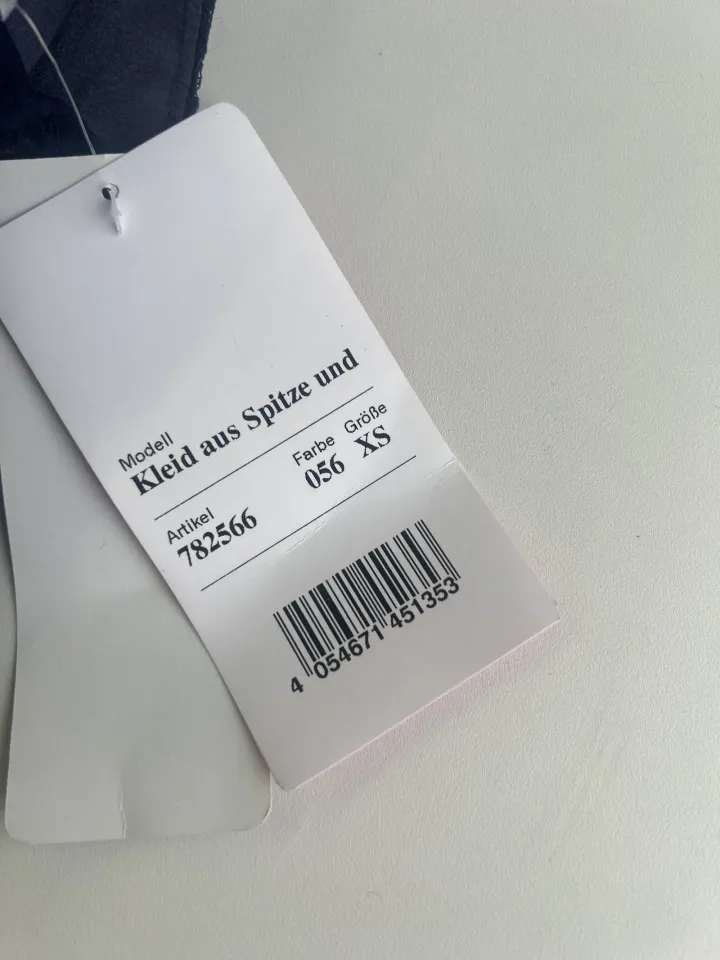 Modell
Kleid aus Spitze und
Artikel Farbe Größe
782566 056 XS
4 054671 451353